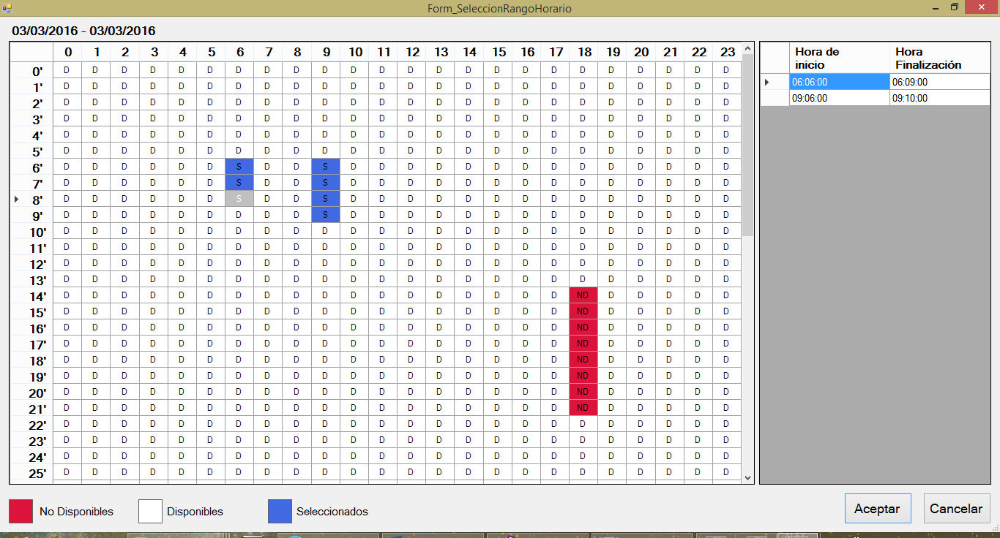 Form_SeleccionRangoHorario
03/03/2016 - 03/03/2016
0 1 2 3 4 5 6 7 8 9 10 11 12 13 14 15 16 17 18 19 20 21 22 23
0' D D D D D D D D D D D D D D D D D D D D D D D D
1' D D D D D D D D D D D D D D D D D D D D D D D D
2' D D D D D D D D D D D D D D D D D D D D D D D D
3' D D D D D D D D D D D D D D D D D D D D D D D D
4' D D D D D D D D D D D D D D D D D D D D D D D D
5' D D D D D D D D D D D D D D D D D D D D D D D D
6' D D D D D D S D D S D D D D D D D D D D D D D D
7' D D D D D D S D D S D D D D D D D D D D D D D D
8' D D D D D D S D D S D D D D D D D D D D D D D D
9' D D D D D D D D D S D D D D D D D D D D D D D D
10' D D D D D D D D D D D D D D D D D D D D D D D D
11' D D D D D D D D D D D D D D D D D D D D D D D D
12' D D D D D D D D D D D D D D D D D D D D D D D D
13' D D D D D D D D D D D D D D D D D D D D D D D D
14' D D D D D D D D D D D D D D D D D D ND D D D D D
15' D D D D D D D D D D D D D D D D D D ND D D D D D
16' D D D D D D D D D D D D D D D D D D ND D D D D D
17' D D D D D D D D D D D D D D D D D D ND D D D D D
18' D D D D D D D D D D D D D D D D D D ND D D D D D
19' D D D D D D D D D D D D D D D D D D ND D D D D D
20' D D D D D D D D D D D D D D D D D D ND D D D D D
21' D D D D D D D D D D D D D D D D D D ND D D D D D
22' D D D D D D D D D D D D D D D D D D D D D D D D
23' D D D D D D D D D D D D D D D D D D D D D D D D
24' D D D D D D D D D D D D D D D D D D D D D D D D
25' D D D D D D D D D D D D D D D D D D D D D D D D
Hora de inicio Hora Finalización
06:06:00 06:09:00
09:06:00 09:10:00
No Disponibles Disponibles Seleccionados
Aceptar Cancelar